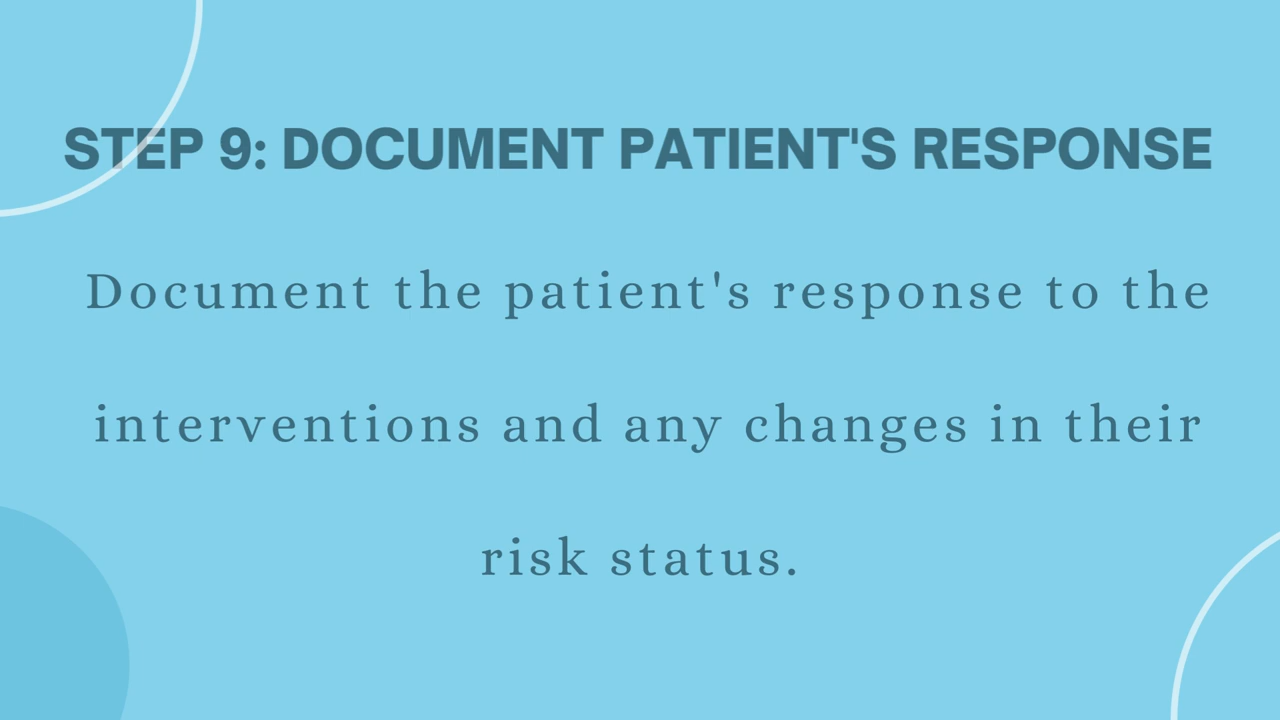 STEP 9: DOCUMENT PATIENT'S RESPONSE
Document the patient's response to the
interventions and any changes in their
risk status.